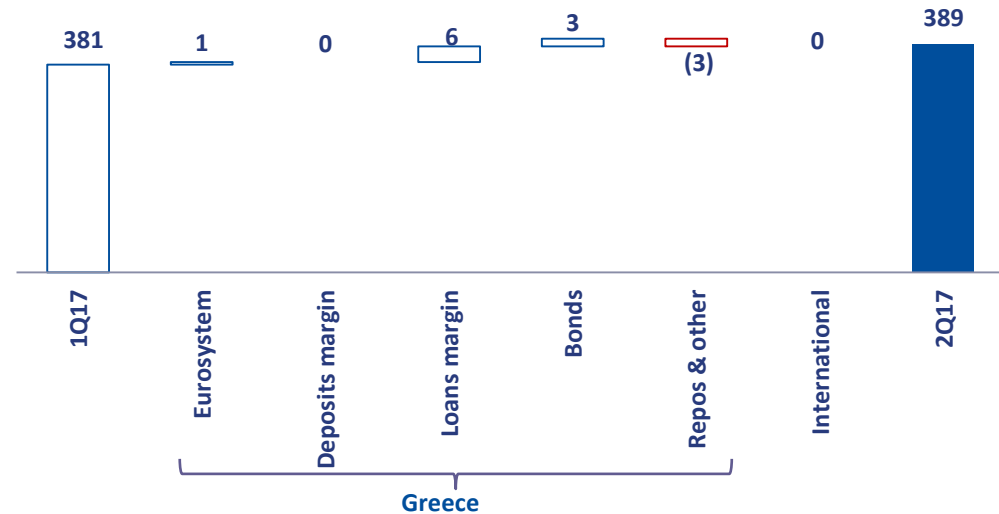 381
1
0
6
3
(3)
0
389
1Q17
Eurosystem
Deposits margin
Loans margin
Bonds
Repos & other
International
2Q17
Greece